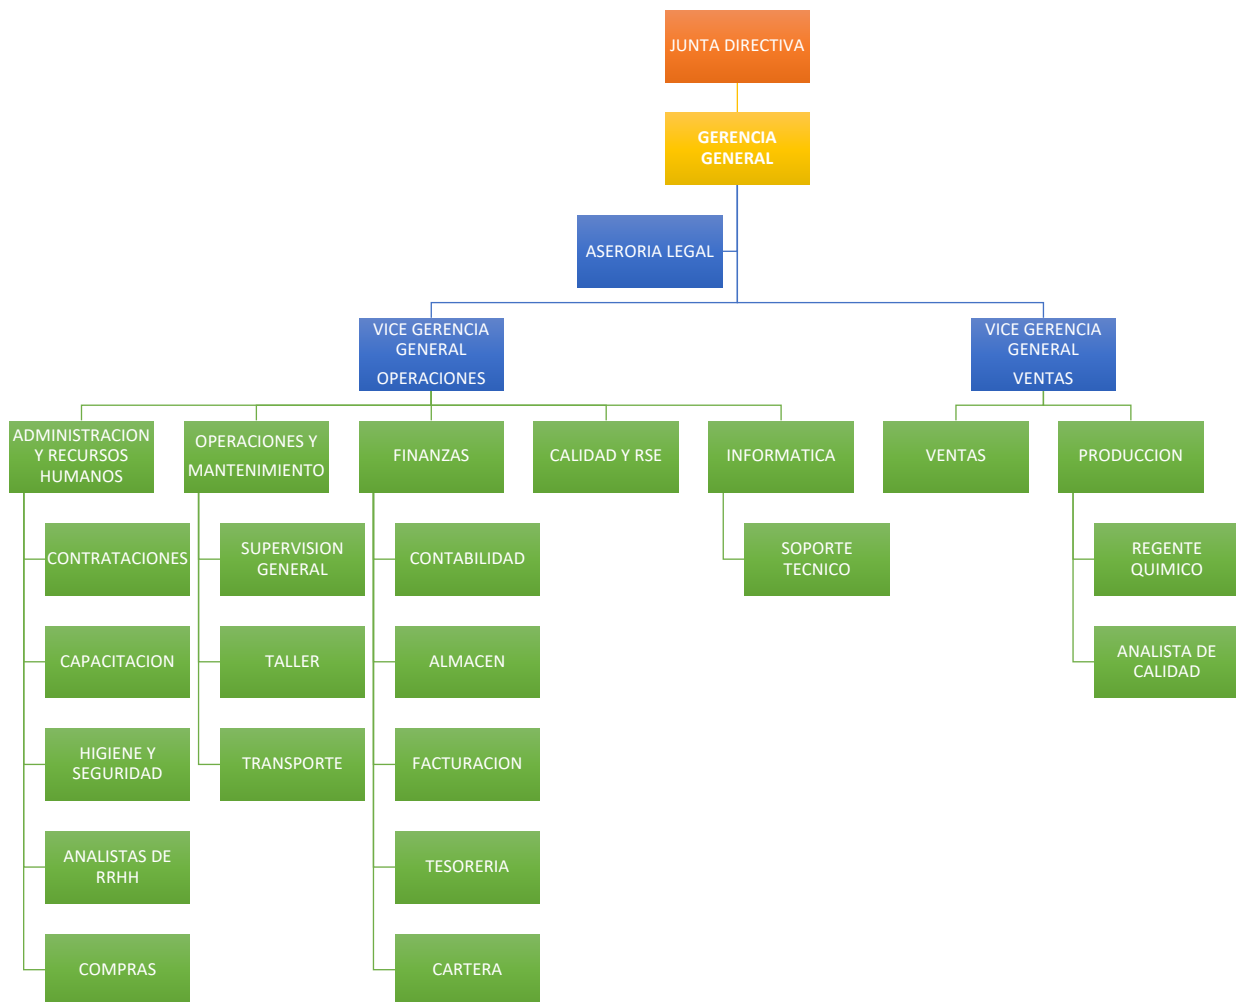 JUNTA DIRECTIVA
GERENCIA
GENERAL
ASERORIA LEGAL
VICE GERENCIA
GENERAL
OPERACIONES
VICE GERENCIA
GENERAL
VENTAS
ADMINISTRACION
Y RECURSOS
HUMANOS
OPERACIONES Y
MANTENIMIENTO
FINANZAS
CALIDAD Y RSE
INFORMATICA
VENTAS
PRODUCCION
CONTRATACIONES
SUPERVISION
GENERAL
CONTABILIDAD
SOPORTE
TECNICO
REGENTE
QUIMICO
CAPACITACION
TALLER
ALMACEN
ANALISTA DE
CALIDAD
HIGIENE Y
SEGURIDAD
TRANSPORTE
FACTURACION
ANALISTAS DE
RRHH
TESORERIA
COMPRAS
CARTERA